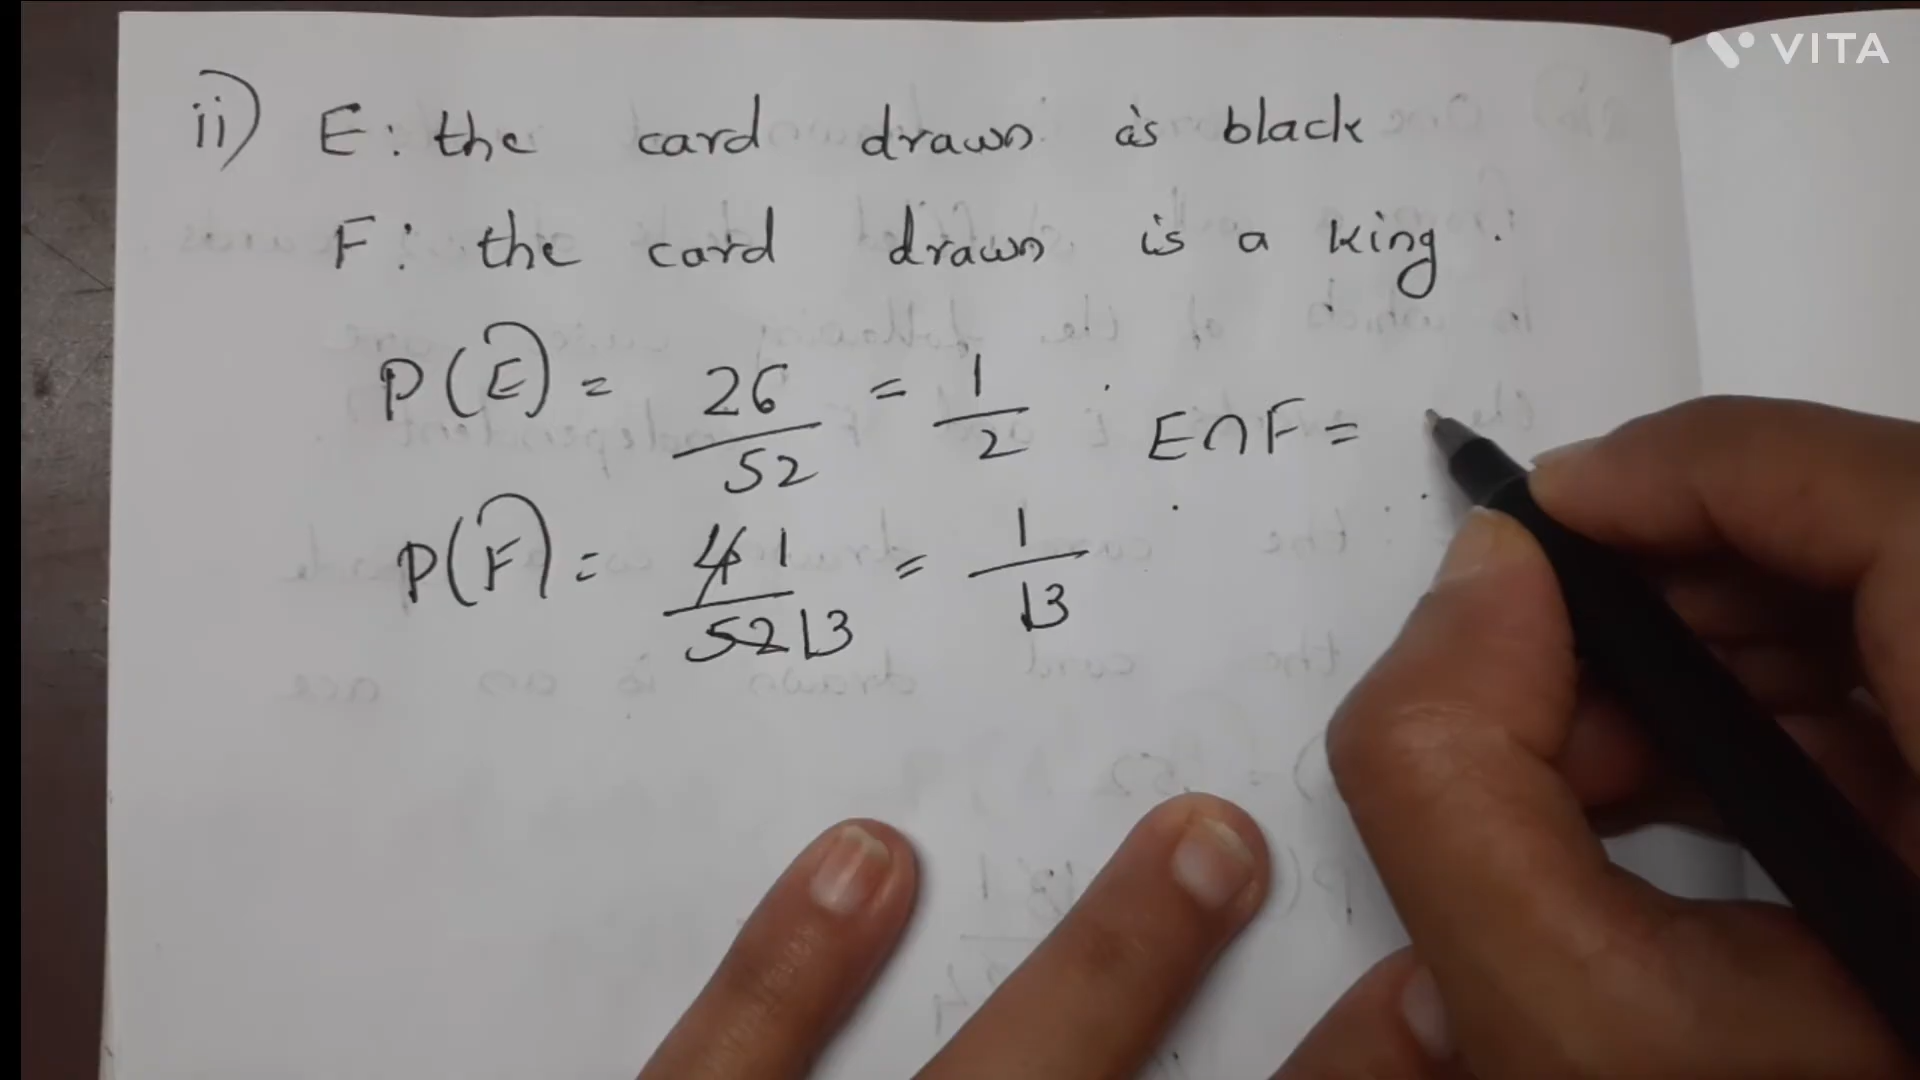 VITA
ii) E: the card drawn is black
F: the card drawn is a king.
P(E) = 26/52 = 1/2 E∩F =
P(F) = 4 1/52 13 = 1/13